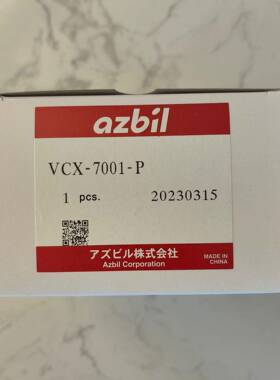 azbil
VCX-7001-P
1 pcs. 20230315
アズビル株式会社
Azbil Corporation
MADE IN
CHINA